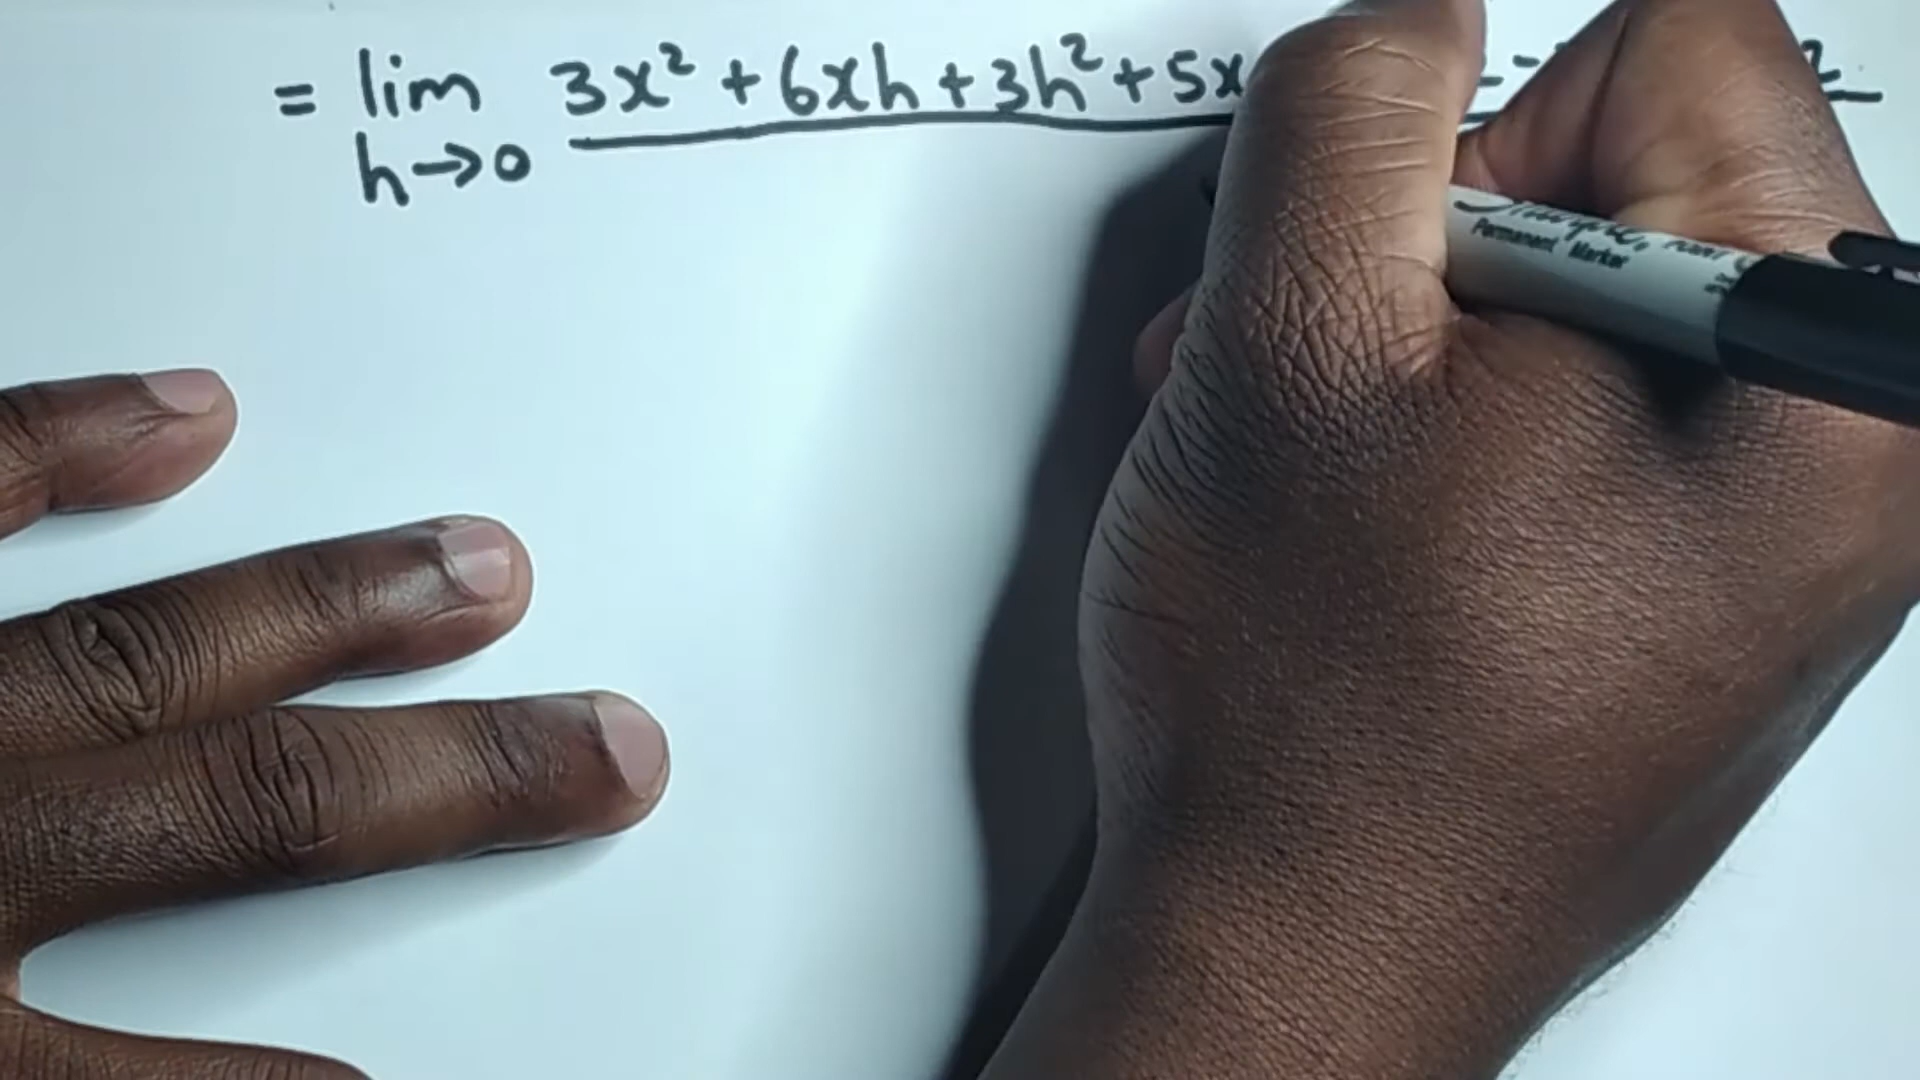 = lim 3x² + 6xh + 3h² + 5x
h→0
Permanent Marker